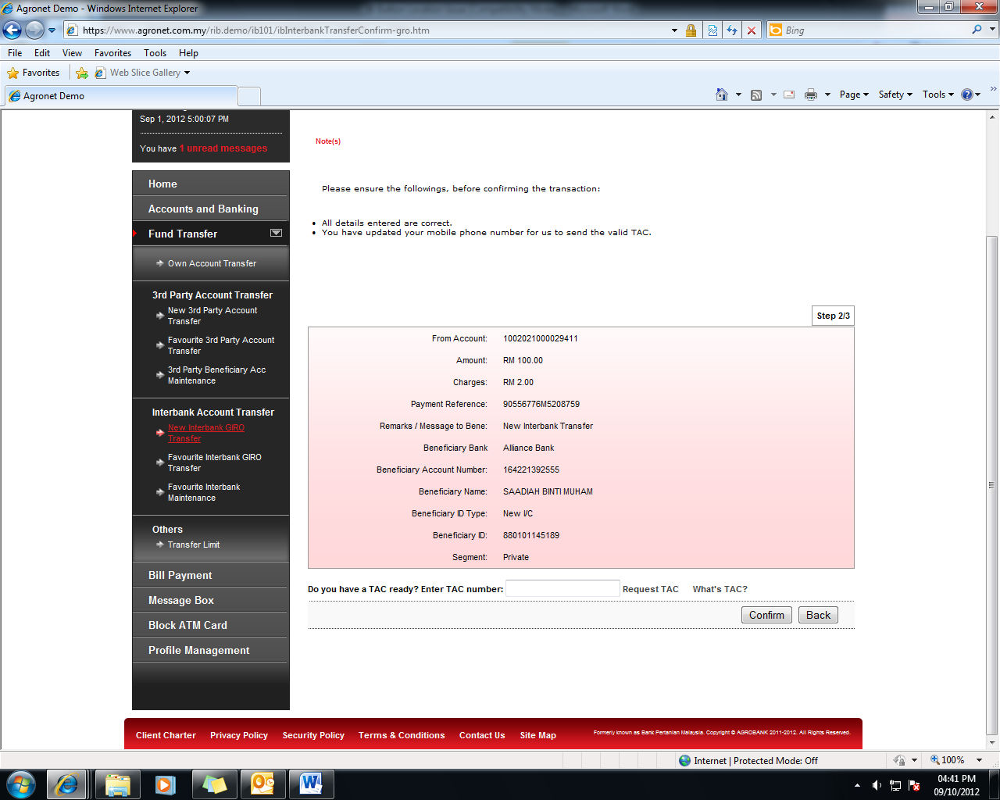 Agronet Demo - Windows Internet Explorer
https://www.agronet.com.my/rib.demo/ib101/ibInterbankTransferConfirm-gro.htm
Bing
File Edit View Favorites Tools Help
Favorites Web Slice Gallery
Agronet Demo
Page Safety Tools
Sep 1, 2012 5:00:07 PM
You have 1 unread messages
Home
Accounts and Banking
Fund Transfer
Own Account Transfer
3rd Party Account Transfer
New 3rd Party Account
Transfer
Favourite 3rd Party Account
Transfer
3rd Party Beneficiary Acc
Maintenance
Interbank Account Transfer
New Interbank GIRO
Transfer
Favourite Interbank GIRO
Transfer
Favourite Interbank
Maintenance
Others
Transfer Limit
Bill Payment
Message Box
Block ATM Card
Profile Management
Note(s)
Please ensure the followings, before confirming the transaction:
• All details entered are correct.
• You have updated your mobile phone number for us to send the valid TAC.
Step 2/3
From Account: 1002021000029411
Amount: RM 100.00
Charges: RM 2.00
Payment Reference: 90556776M5208759
Remarks / Message to Bene: New Interbank Transfer
Beneficiary Bank Alliance Bank
Beneficiary Account Number: 164221392555
Beneficiary Name: SAADIAH BINTI MUHAM
Beneficiary ID Type: New I/C
Beneficiary ID: 880101145189
Segment: Private
Do you have a TAC ready? Enter TAC number: Request TAC What's TAC?
Confirm Back
Client Charter Privacy Policy Security Policy Terms & Conditions Contact Us Site Map
Formerly known as Bank Pertanian Malaysia. Copyright © AGROBANK 2011-2012. All Rights Reserved.
Internet | Protected Mode: Off
100%
04:41 PM
09/10/2012